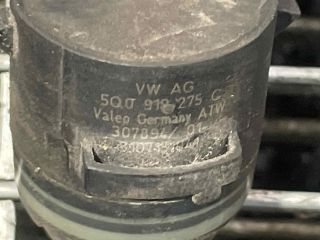 VW AG
5Q0 919 275 C
Valeo Germany ATW
307894/ 01